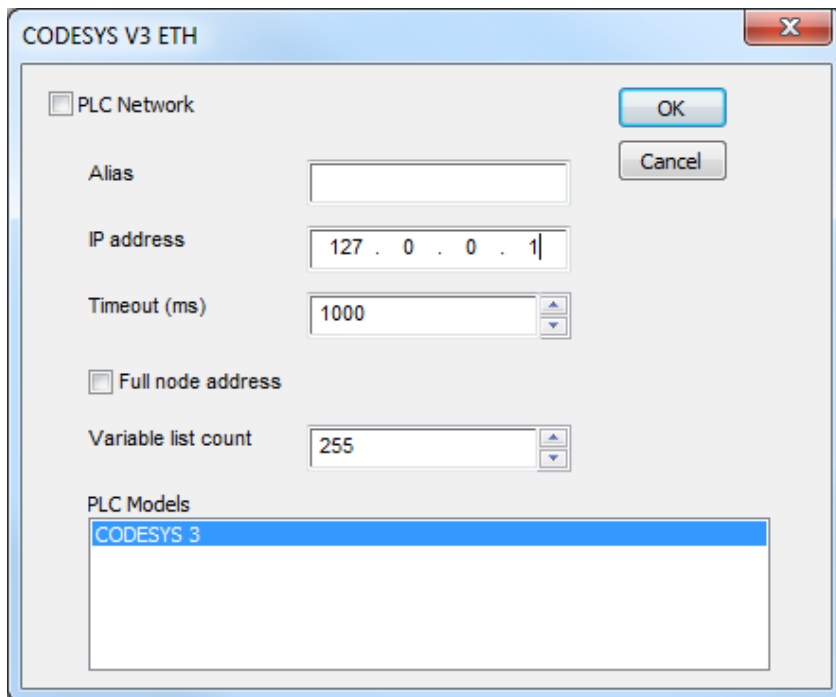 CODESYS V3 ETH
PLC Network
OK
Cancel
Alias
IP address
127 . 0 . 0 . 1
Timeout (ms)
1000
Full node address
Variable list count
255
PLC Models
CODESYS 3